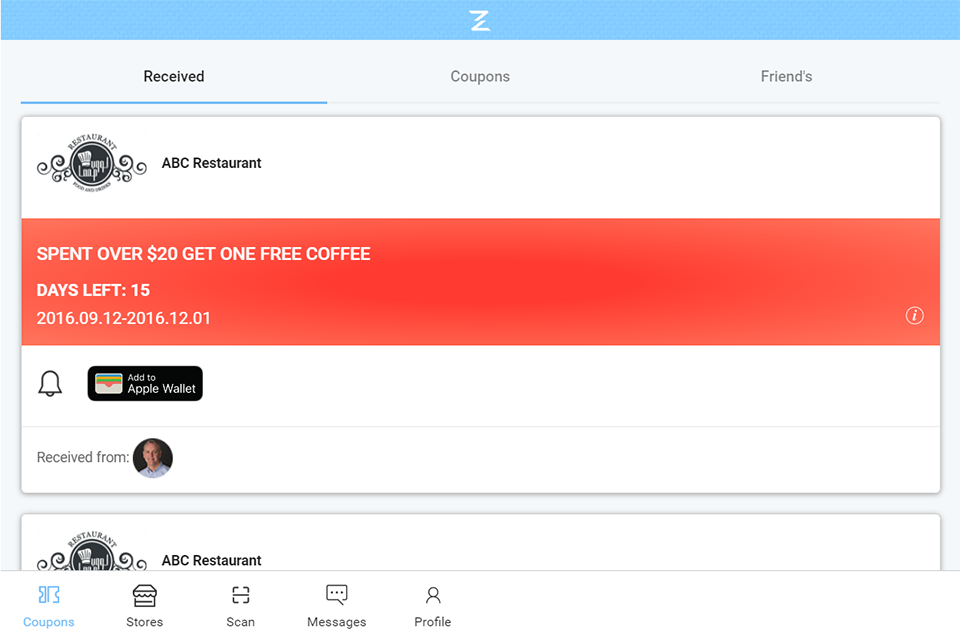 Z
Received
Coupons
Friend's
RESTAURANT
FOOD AND DRINKS
ABC Restaurant
SPENT OVER $20 GET ONE FREE COFFEE
DAYS LEFT: 15
2016.09.12-2016.12.01
i
Add to
Apple Wallet
Received from:
RESTAURANT
ABC Restaurant
Coupons
Stores
Scan
Messages
Profile